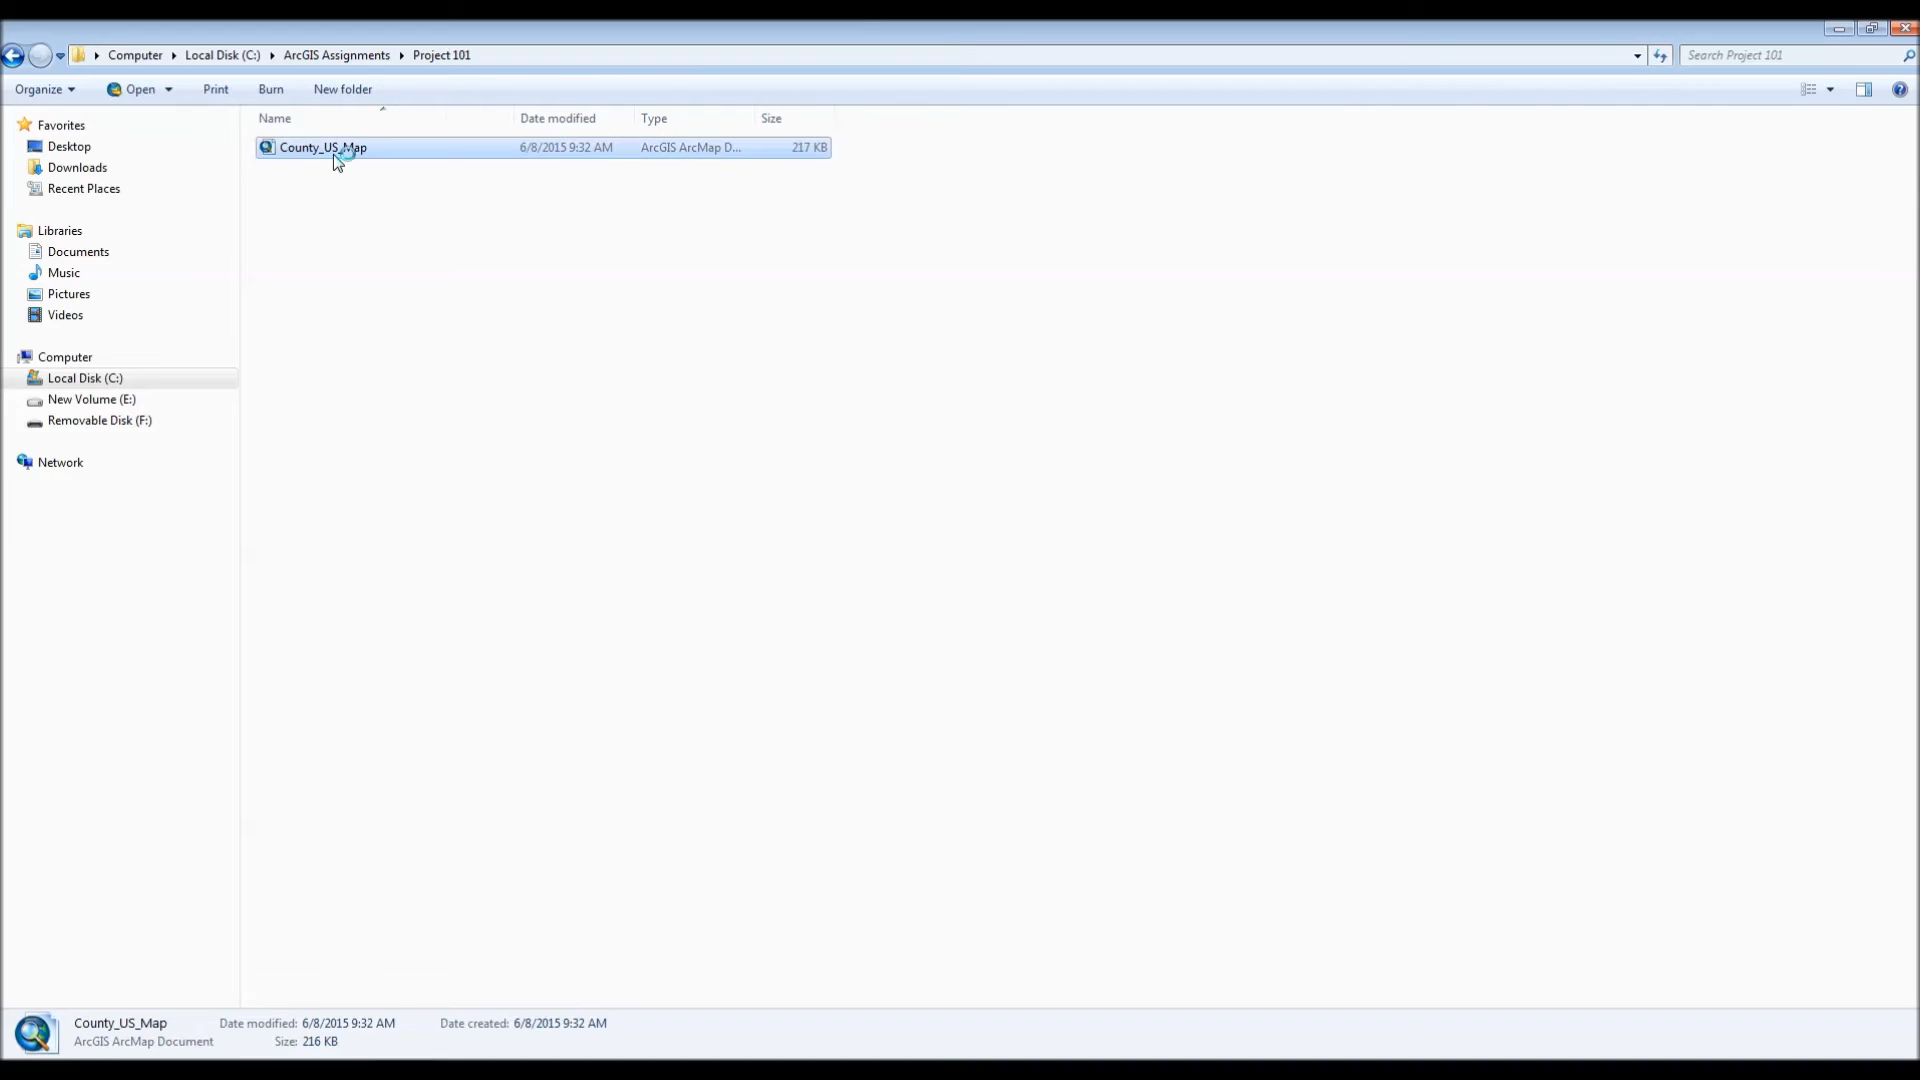 Computer Local Disk (C:) ArcGIS Assignments Project 101 Search Project 101
Organize Open Print Burn New folder
Name Date modified Type Size
County_US_Map 6/8/2015 9:32 AM ArcGIS ArcMap D... 217 KB
Favorites
Desktop
Downloads
Recent Places
Libraries
Documents
Music
Pictures
Videos
Computer
Local Disk (C:)
New Volume (E:)
Removable Disk (F:)
Network
County_US_Map Date modified: 6/8/2015 9:32 AM Date created: 6/8/2015 9:32 AM
ArcGIS ArcMap Document Size: 216 KB